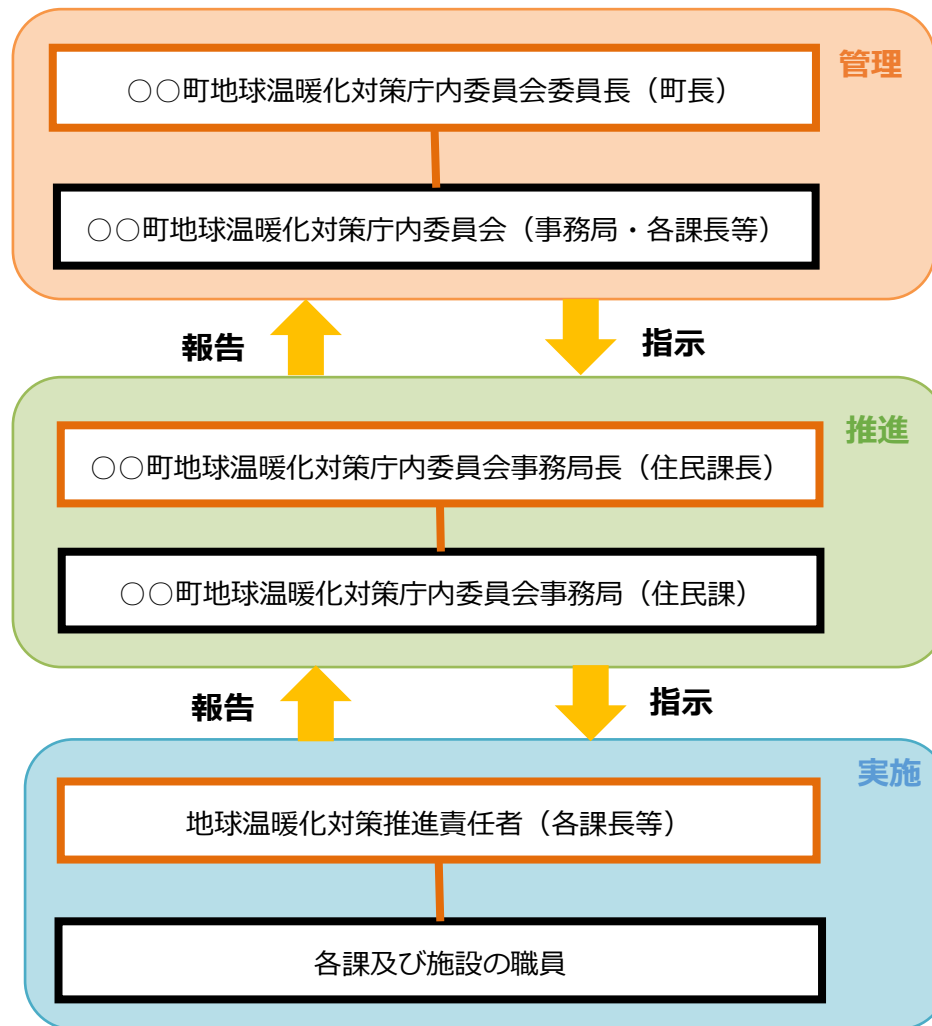 管理
○○町地球温暖化対策庁内委員会委員長（町長）
○○町地球温暖化対策庁内委員会（事務局・各課長等）
報告
指示
推進
○○町地球温暖化対策庁内委員会事務局長（住民課長）
○○町地球温暖化対策庁内委員会事務局（住民課）
報告
指示
実施
地球温暖化対策推進責任者（各課長等）
各課及び施設の職員